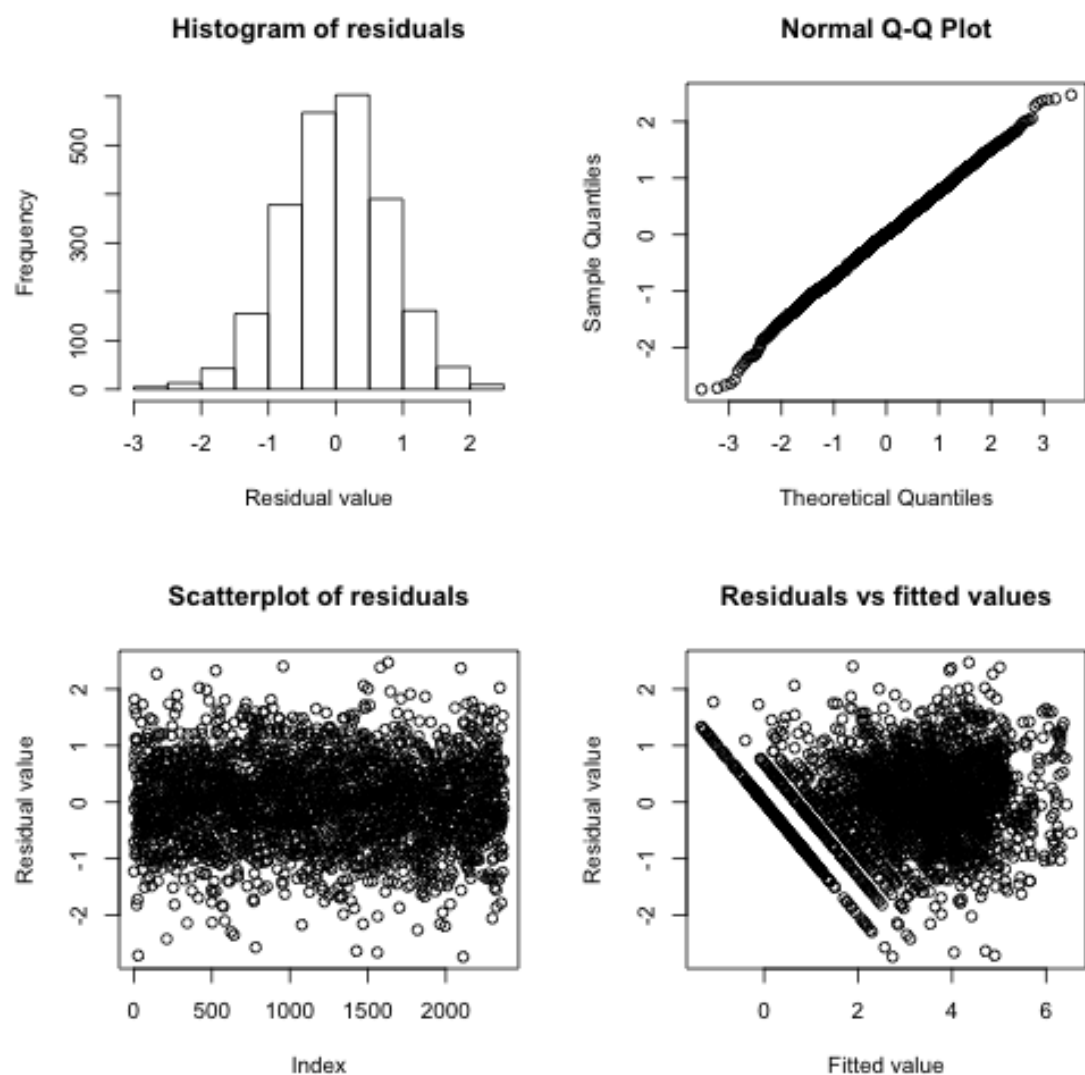 Histogram of residuals
Frequency
500
300
100
0
-3 -2 -1 0 1 2
Residual value
Normal Q-Q Plot
Sample Quantiles
2
1
0
-1
-2
-3 -2 -1 0 1 2 3
Theoretical Quantiles
Scatterplot of residuals
Residual value
2
1
0
-1
-2
0 500 1000 1500 2000
Index
Residuals vs fitted values
Residual value
2
1
0
-1
-2
0 2 4 6
Fitted value